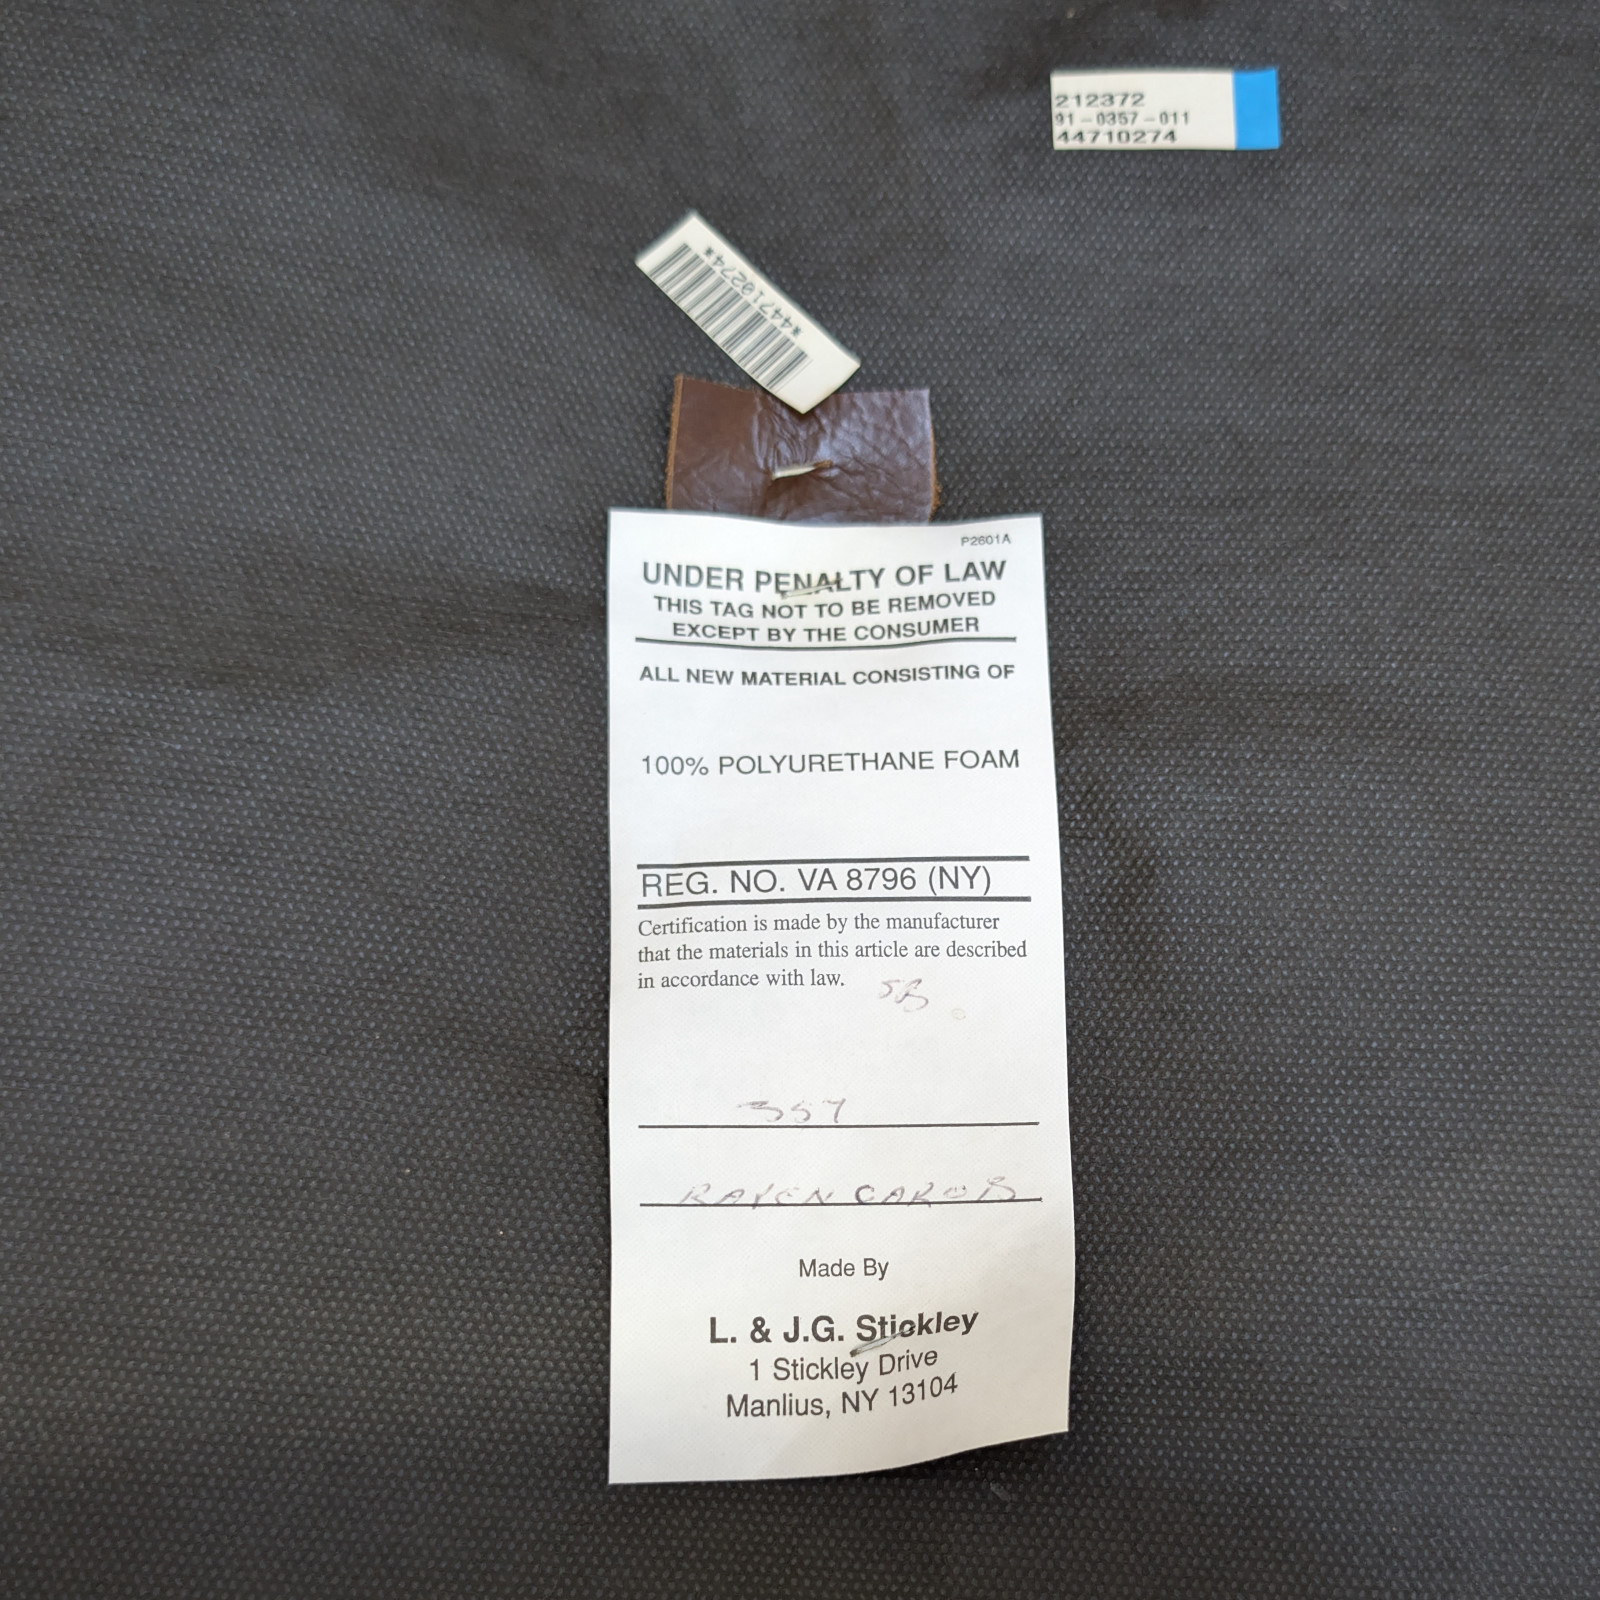 212372
91-0357-011
44710274
*44710274*
P2601A
UNDER PENALTY OF LAW
THIS TAG NOT TO BE REMOVED
EXCEPT BY THE CONSUMER
ALL NEW MATERIAL CONSISTING OF
100% POLYURETHANE FOAM
REG. NO. VA 8796 (NY)
Certification is made by the manufacturer
that the materials in this article are described
in accordance with law.
SB
357
RAVEN CAROB
Made By
L. & J.G. Stickley
1 Stickley Drive
Manlius, NY 13104